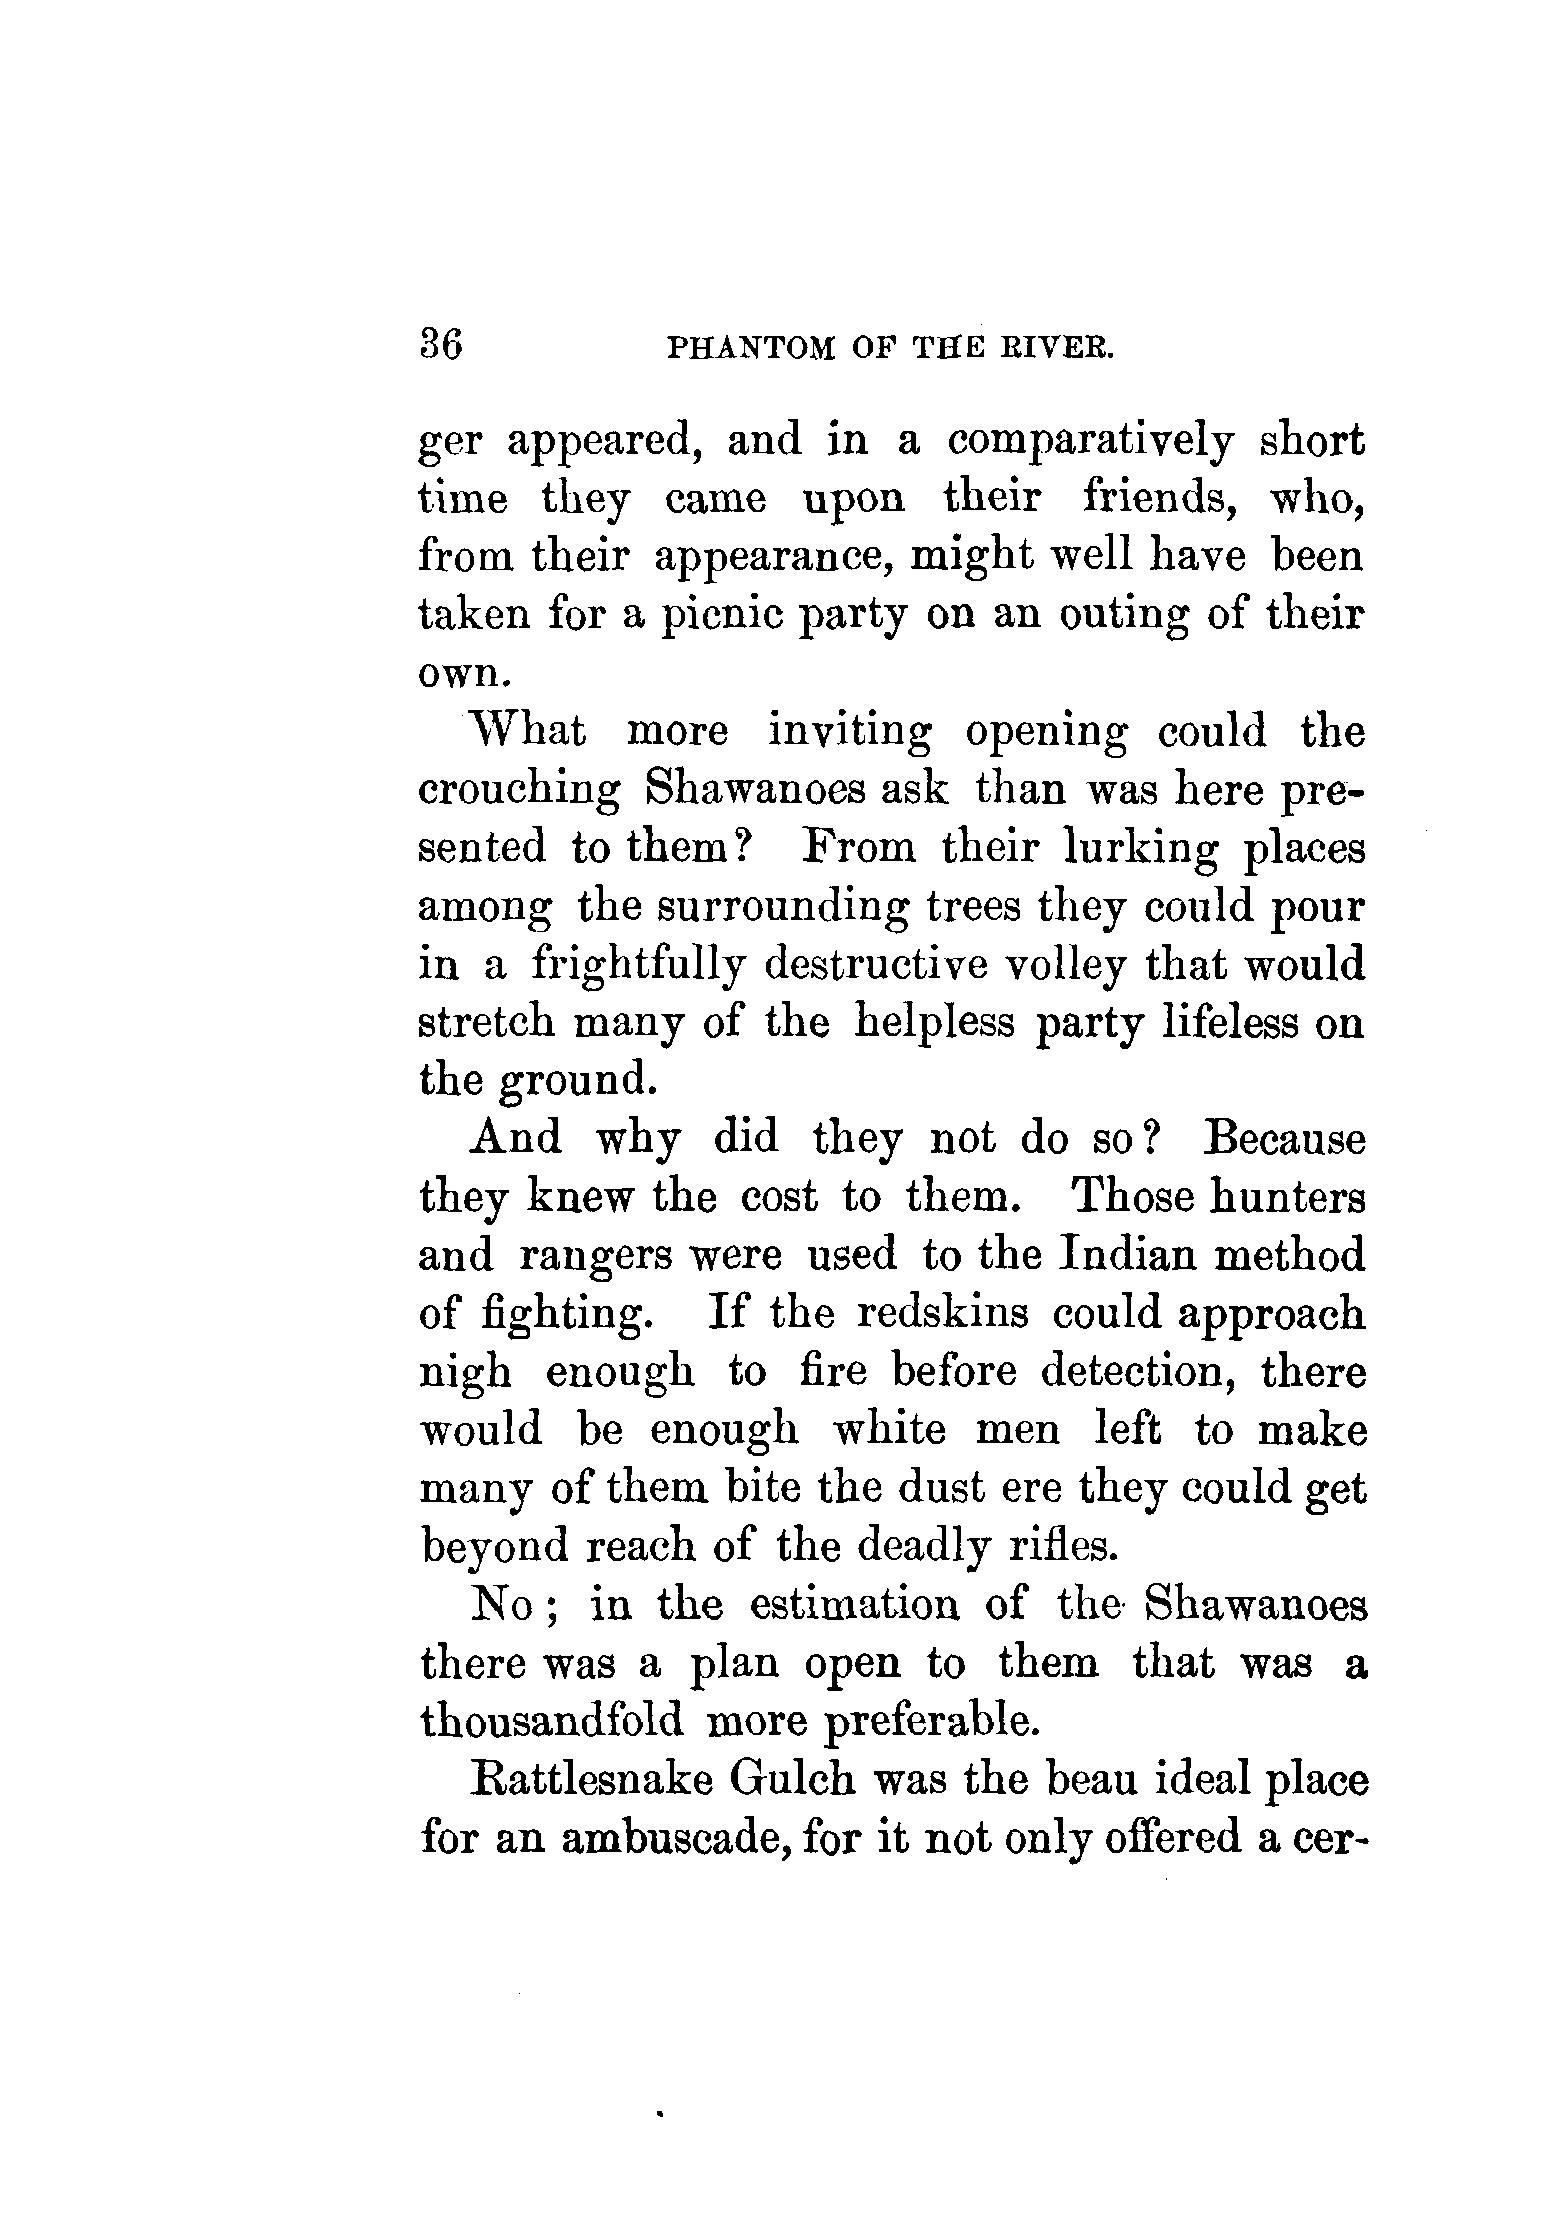 36 PHANTOM OF THE RIVER.
ger appeared, and in a comparatively short
time they came upon their friends, who,
from their appearance, might well have been
taken for a picnic party on an outing of their
own.
What more inviting opening could the
crouching Shawanoes ask than was here pre-
sented to them? From their lurking places
among the surrounding trees they could pour
in a frightfully destructive volley that would
stretch many of the helpless party lifeless on
the ground.
And why did they not do so? Because
they knew the cost to them. Those hunters
and rangers were used to the Indian method
of fighting. If the redskins could approach
nigh enough to fire before detection, there
would be enough white men left to make
many of them bite the dust ere they could get
beyond reach of the deadly rifles.
No; in the estimation of the Shawanoes
there was a plan open to them that was a
thousandfold more preferable.
Rattlesnake Gulch was the beau ideal place
for an ambuscade, for it not only offered a cer-